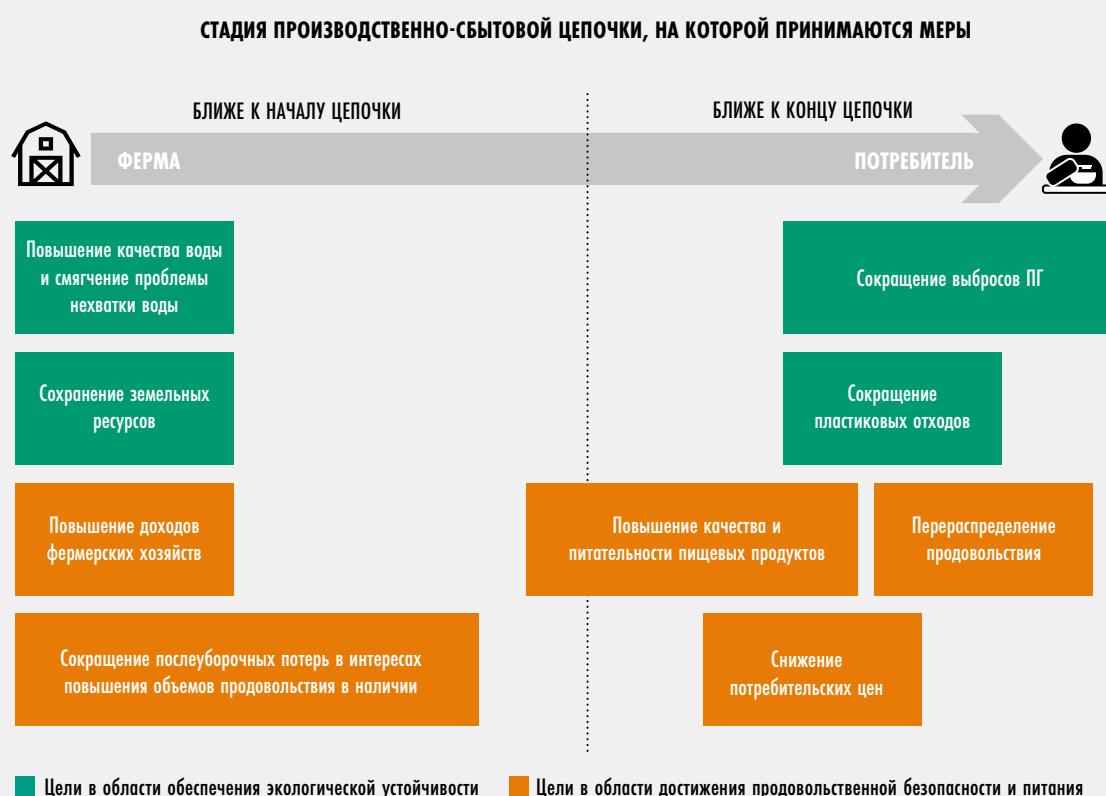 СТАДИЯ ПРОИЗВОДСТВЕННО-СБЫТОВОЙ ЦЕПОЧКИ, НА КОТОРОЙ ПРИНИМАЮТСЯ МЕРЫ
БЛИЖЕ К НАЧАЛУ ЦЕПОЧКИ
БЛИЖЕ К КОНЦУ ЦЕПОЧКИ
ФЕРМА
ПОТРЕБИТЕЛЬ
Повышение качества воды
и смягчение проблемы
нехватки воды
Сокращение выбросов ПГ
Сохранение земельных
ресурсов
Сокращение
пластиковых отходов
Повышение доходов
фермерских хозяйств
Повышение качества и
питательности пищевых продуктов
Перераспределение
продовольствия
Сокращение послеуборочных потерь в интересах
повышения объемов продовольствия в наличии
Снижение
потребительских цен
Цели в области обеспечения экологической устойчивости
Цели в области достижения продовольственной безопасности и питания